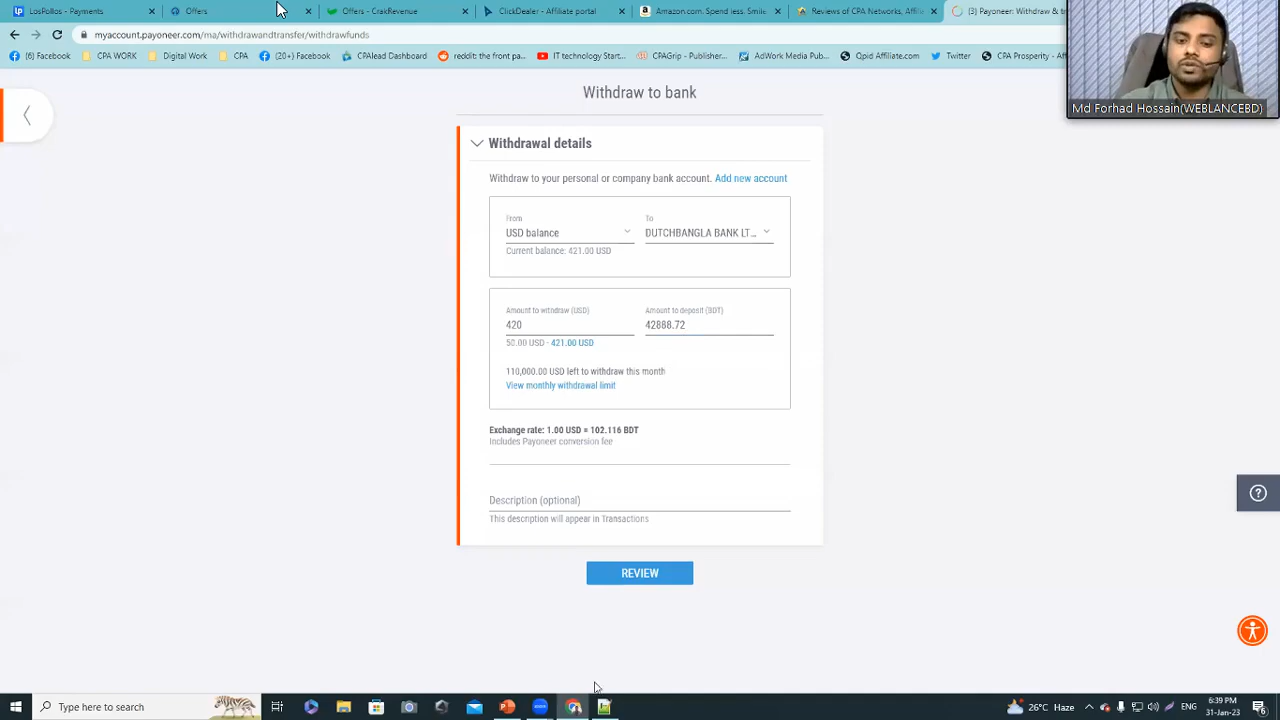 LosPollos - Payments
Offers
Offers - CrakRevenue
Clickdealer | Offers
Amazon.com. Spend less. Smi
Reviews of CPA Networks, Affilia
Payoneer: Withdraw & tr
myaccount.payoneer.com/ma/withdrawandtransfer/withdrawfunds
(6) Facebook
CPA WORK
Digital Work
CPA
(20+) Facebook
CPAlead Dashboard
reddit: the front pa...
IT technology Start...
CPAGrip - Publisher...
AdWork Media Pub...
Qpid Affiliate.com
Twitter
CPA Prosperity - Af
Md Forhad Hossain(WEBLANCEBD)
Withdraw to bank
Withdrawal details
Withdraw to your personal or company bank account. Add new account
From
To
USD balance
DUTCHBANGLA BANK LT...
Current balance: 421.00 USD
Amount to withdraw (USD)
Amount to deposit (BDT)
420
42888.72
50.00 USD - 421.00 USD
110,000.00 USD left to withdraw this month
View monthly withdrawal limit
Exchange rate: 1.00 USD = 102.116 BDT
Includes Payoneer conversion fee
Description (optional)
This description will appear in Transactions
REVIEW
Type here to search
26°C Haze
6:39 PM
31-Jan-23